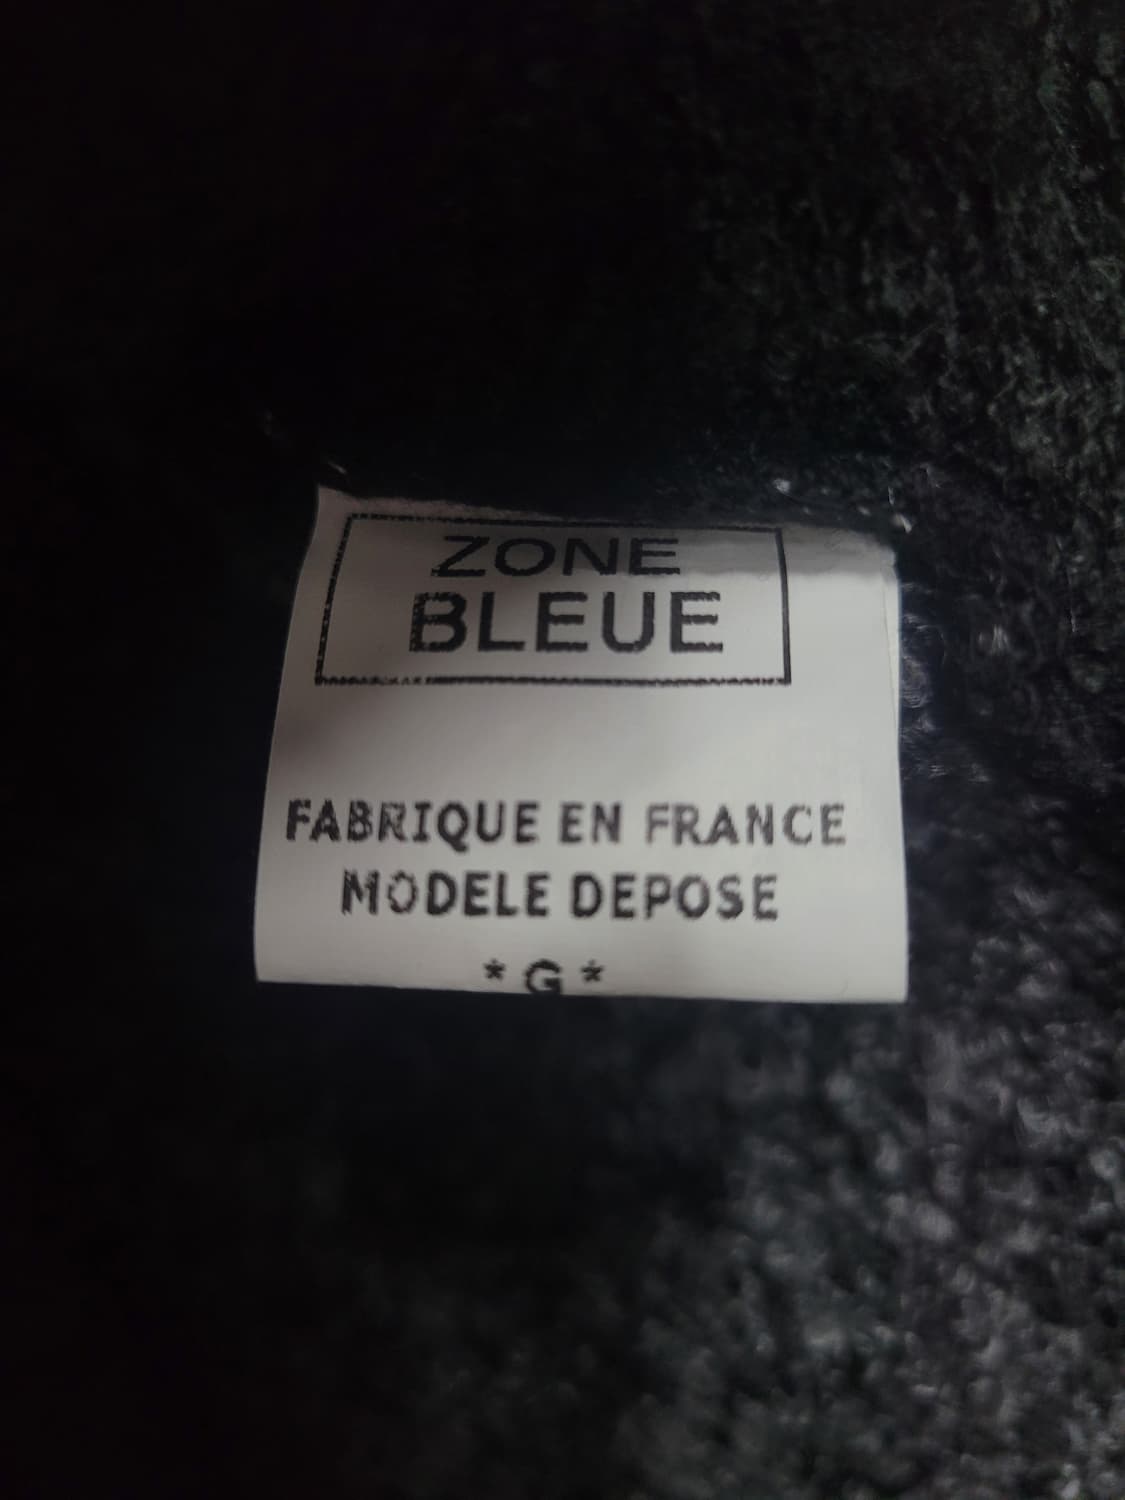 ZONE
BLEUE
FABRIQUE EN FRANCE
MODELE DEPOSE
* G *